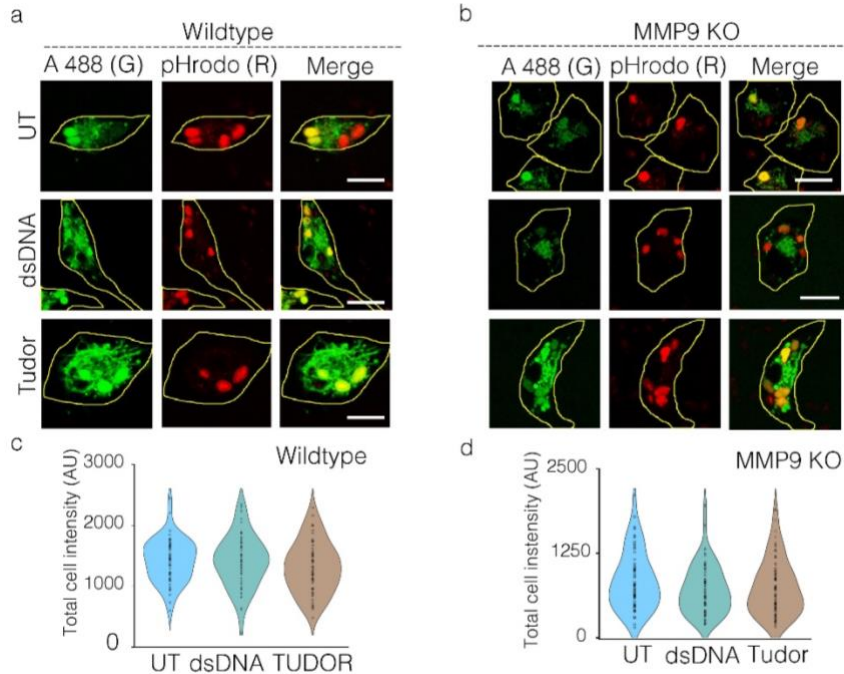 a
Wildtype
A 488 (G) pHrodo (R) Merge
UT
dsDNA
Tudor
b
MMP9 KO
A 488 (G) pHrodo (R) Merge
c
Wildtype
Total cell intensity (AU)
3000
2000
1000
0
UT dsDNA TUDOR
d
MMP9 KO
Total cell instensity (AU)
2500
1250
0
UT dsDNA Tudor